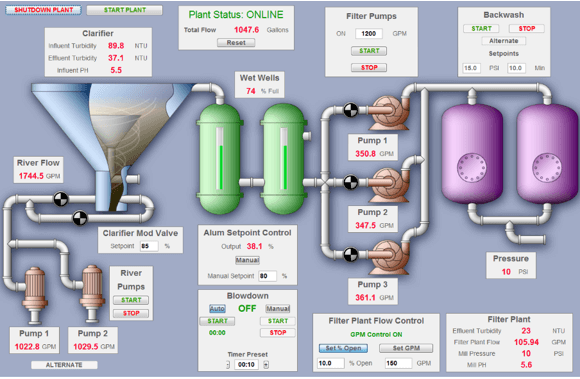 SHUTDOWN PLANT
START PLANT
Plant Status: ONLINE
Total Flow 1047.6 Gallons
Reset
Clarifier
Influent Turbidity 89.8 NTU
Effluent Turbidity 37.1 NTU
Influent PH 5.5
Filter Pumps
ON 1200 GPM
START
STOP
Backwash
START STOP
Alternate
Setpoints
15.0 PSI 10.0 Min
Wet Wells
74 % Full
River Flow
1744.5 GPM
Pump 1
350.8 GPM
Pump 2
347.5 GPM
Pump 3
361.1 GPM
Clarifier Mod Valve
Setpoint 85 %
Alum Setpoint Control
Output 38.1 %
Manual
Manual Setpoint 80 %
Pressure
10 PSI
River
Pumps
START
STOP
Pump 1
1022.8 GPM
Pump 2
1029.5 GPM
ALTERNATE
Blowdown
Auto OFF Manual
START START
00:00 STOP
Timer Preset
- 00:10 +
Filter Plant Flow Control
GPM Control ON
Set % Open Set GPM
10.0 % Open 150 GPM
Filter Plant
Effluent Turbidity 23 NTU
Filter Plant Flow 105.94 GPM
Mill Pressure 10 PSI
Mill PH 5.6